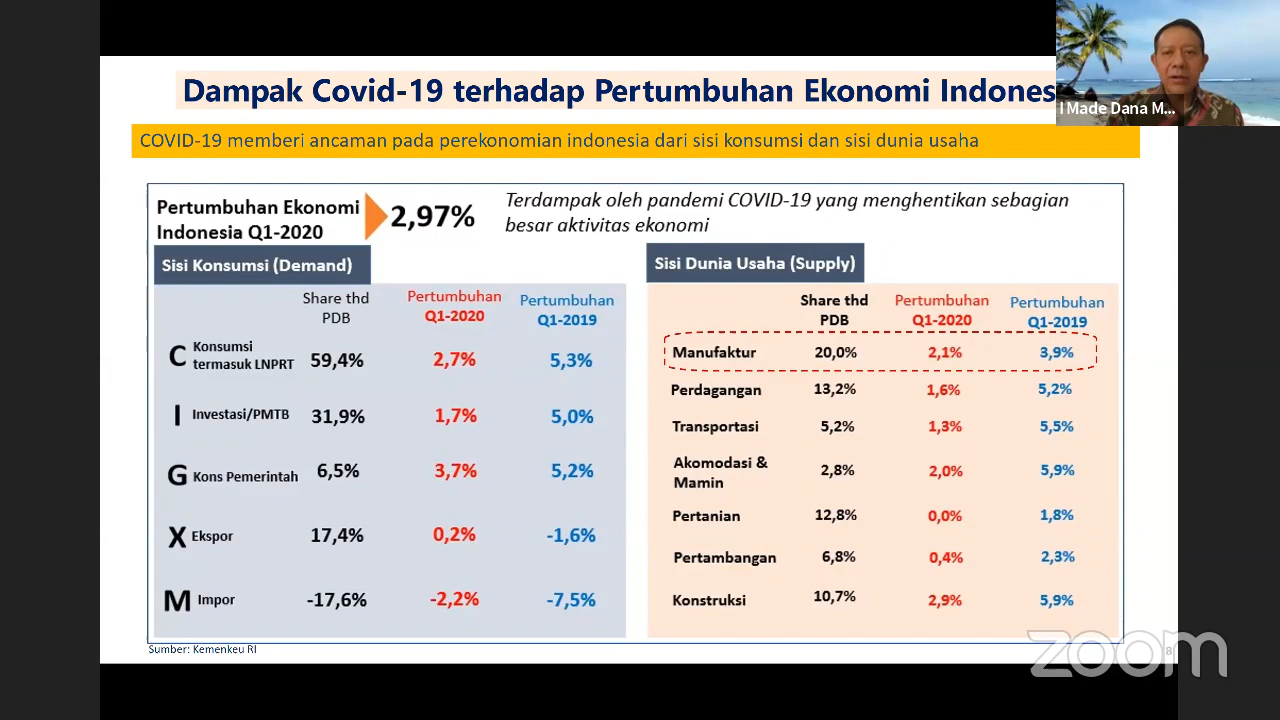 Dampak Covid-19 terhadap Pertumbuhan Ekonomi Indones
I Made Dana M...
COVID-19 memberi ancaman pada perekonomian indonesia dari sisi konsumsi dan sisi dunia usaha
Pertumbuhan Ekonomi
Indonesia Q1-2020
2,97%
Terdampak oleh pandemi COVID-19 yang menghentikan sebagian
besar aktivitas ekonomi
Sisi Konsumsi (Demand)
Share thd
PDB
Pertumbuhan
Q1-2020
Pertumbuhan
Q1-2019
C Konsumsi
termasuk LNPRT 59,4% 2,7% 5,3%
I Investasi/PMTB 31,9% 1,7% 5,0%
G Kons Pemerintah 6,5% 3,7% 5,2%
X Ekspor 17,4% 0,2% -1,6%
M Impor -17,6% -2,2% -7,5%
Sisi Dunia Usaha (Supply)
Share thd
PDB
Pertumbuhan
Q1-2020
Pertumbuhan
Q1-2019
Manufaktur 20,0% 2,1% 3,9%
Perdagangan 13,2% 1,6% 5,2%
Transportasi 5,2% 1,3% 5,5%
Akomodasi &
Mamin 2,8% 2,0% 5,9%
Pertanian 12,8% 0,0% 1,8%
Pertambangan 6,8% 0,4% 2,3%
Konstruksi 10,7% 2,9% 5,9%
Sumber: Kemenkeu RI
zoom
8